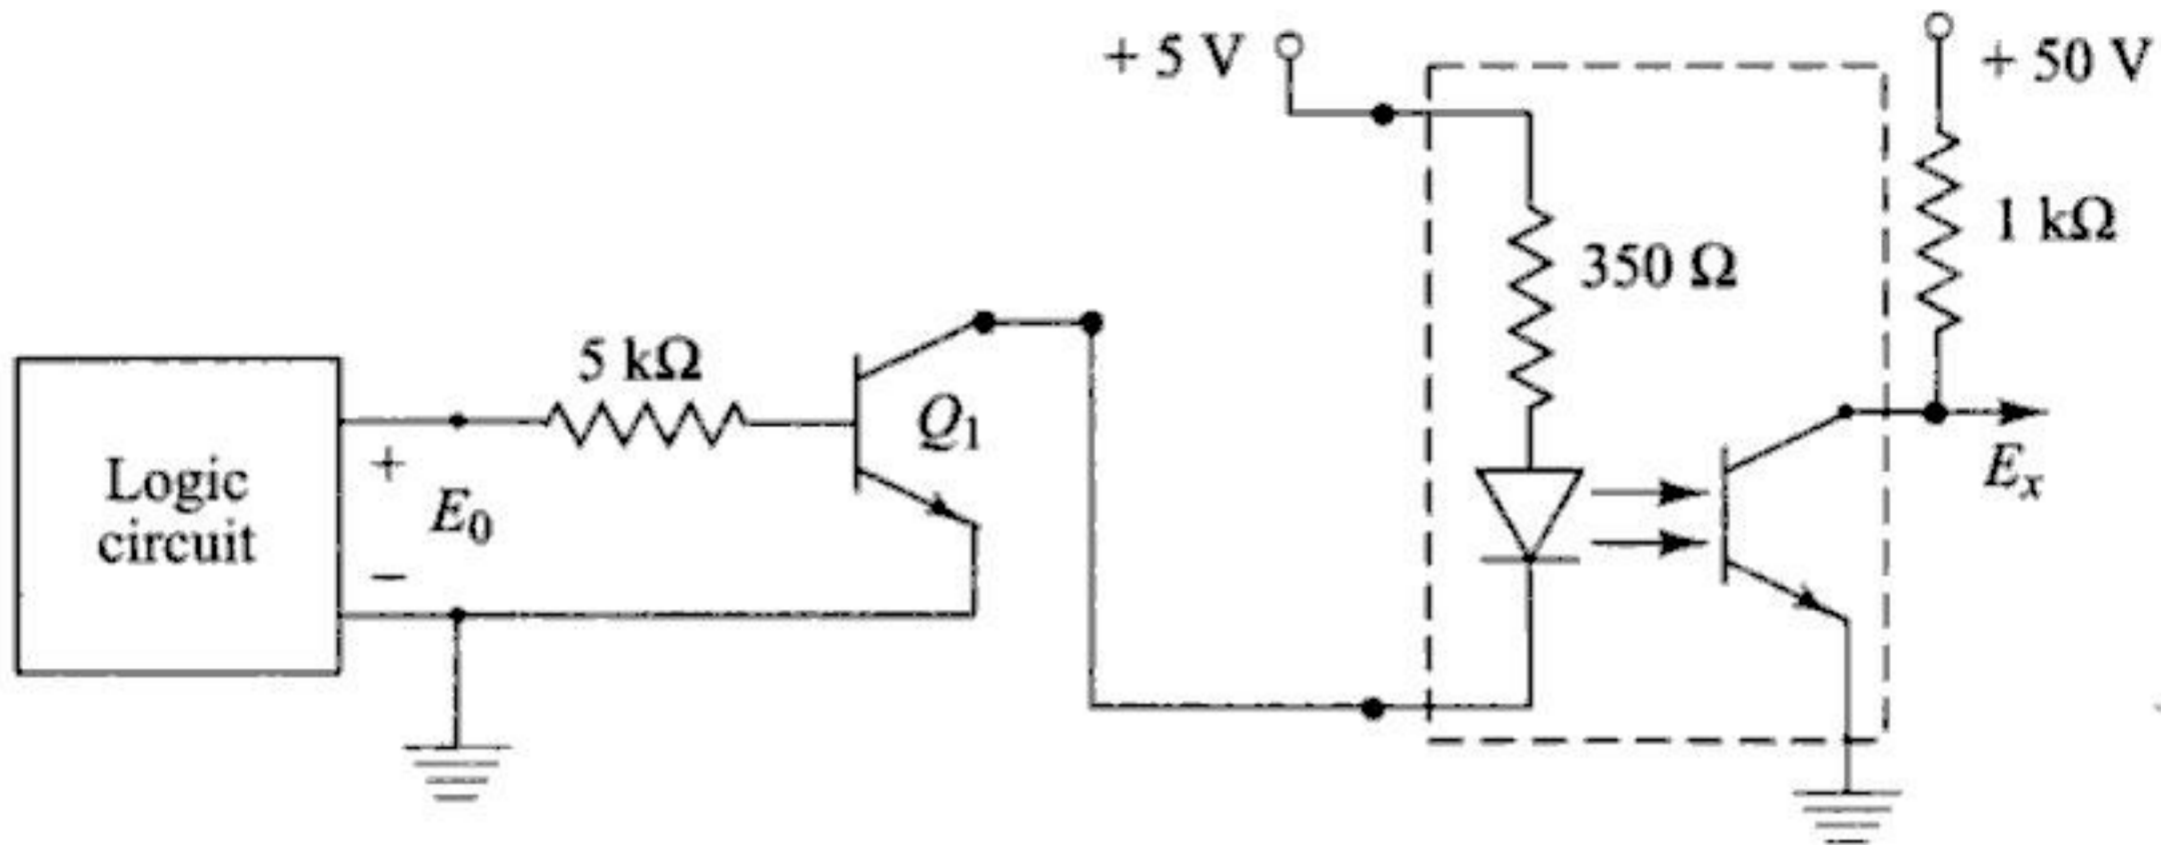 + 5 V
+ 50 V
1 kΩ
350 Ω
5 kΩ
Q1
Logic
circuit
+
E0
−
Ex